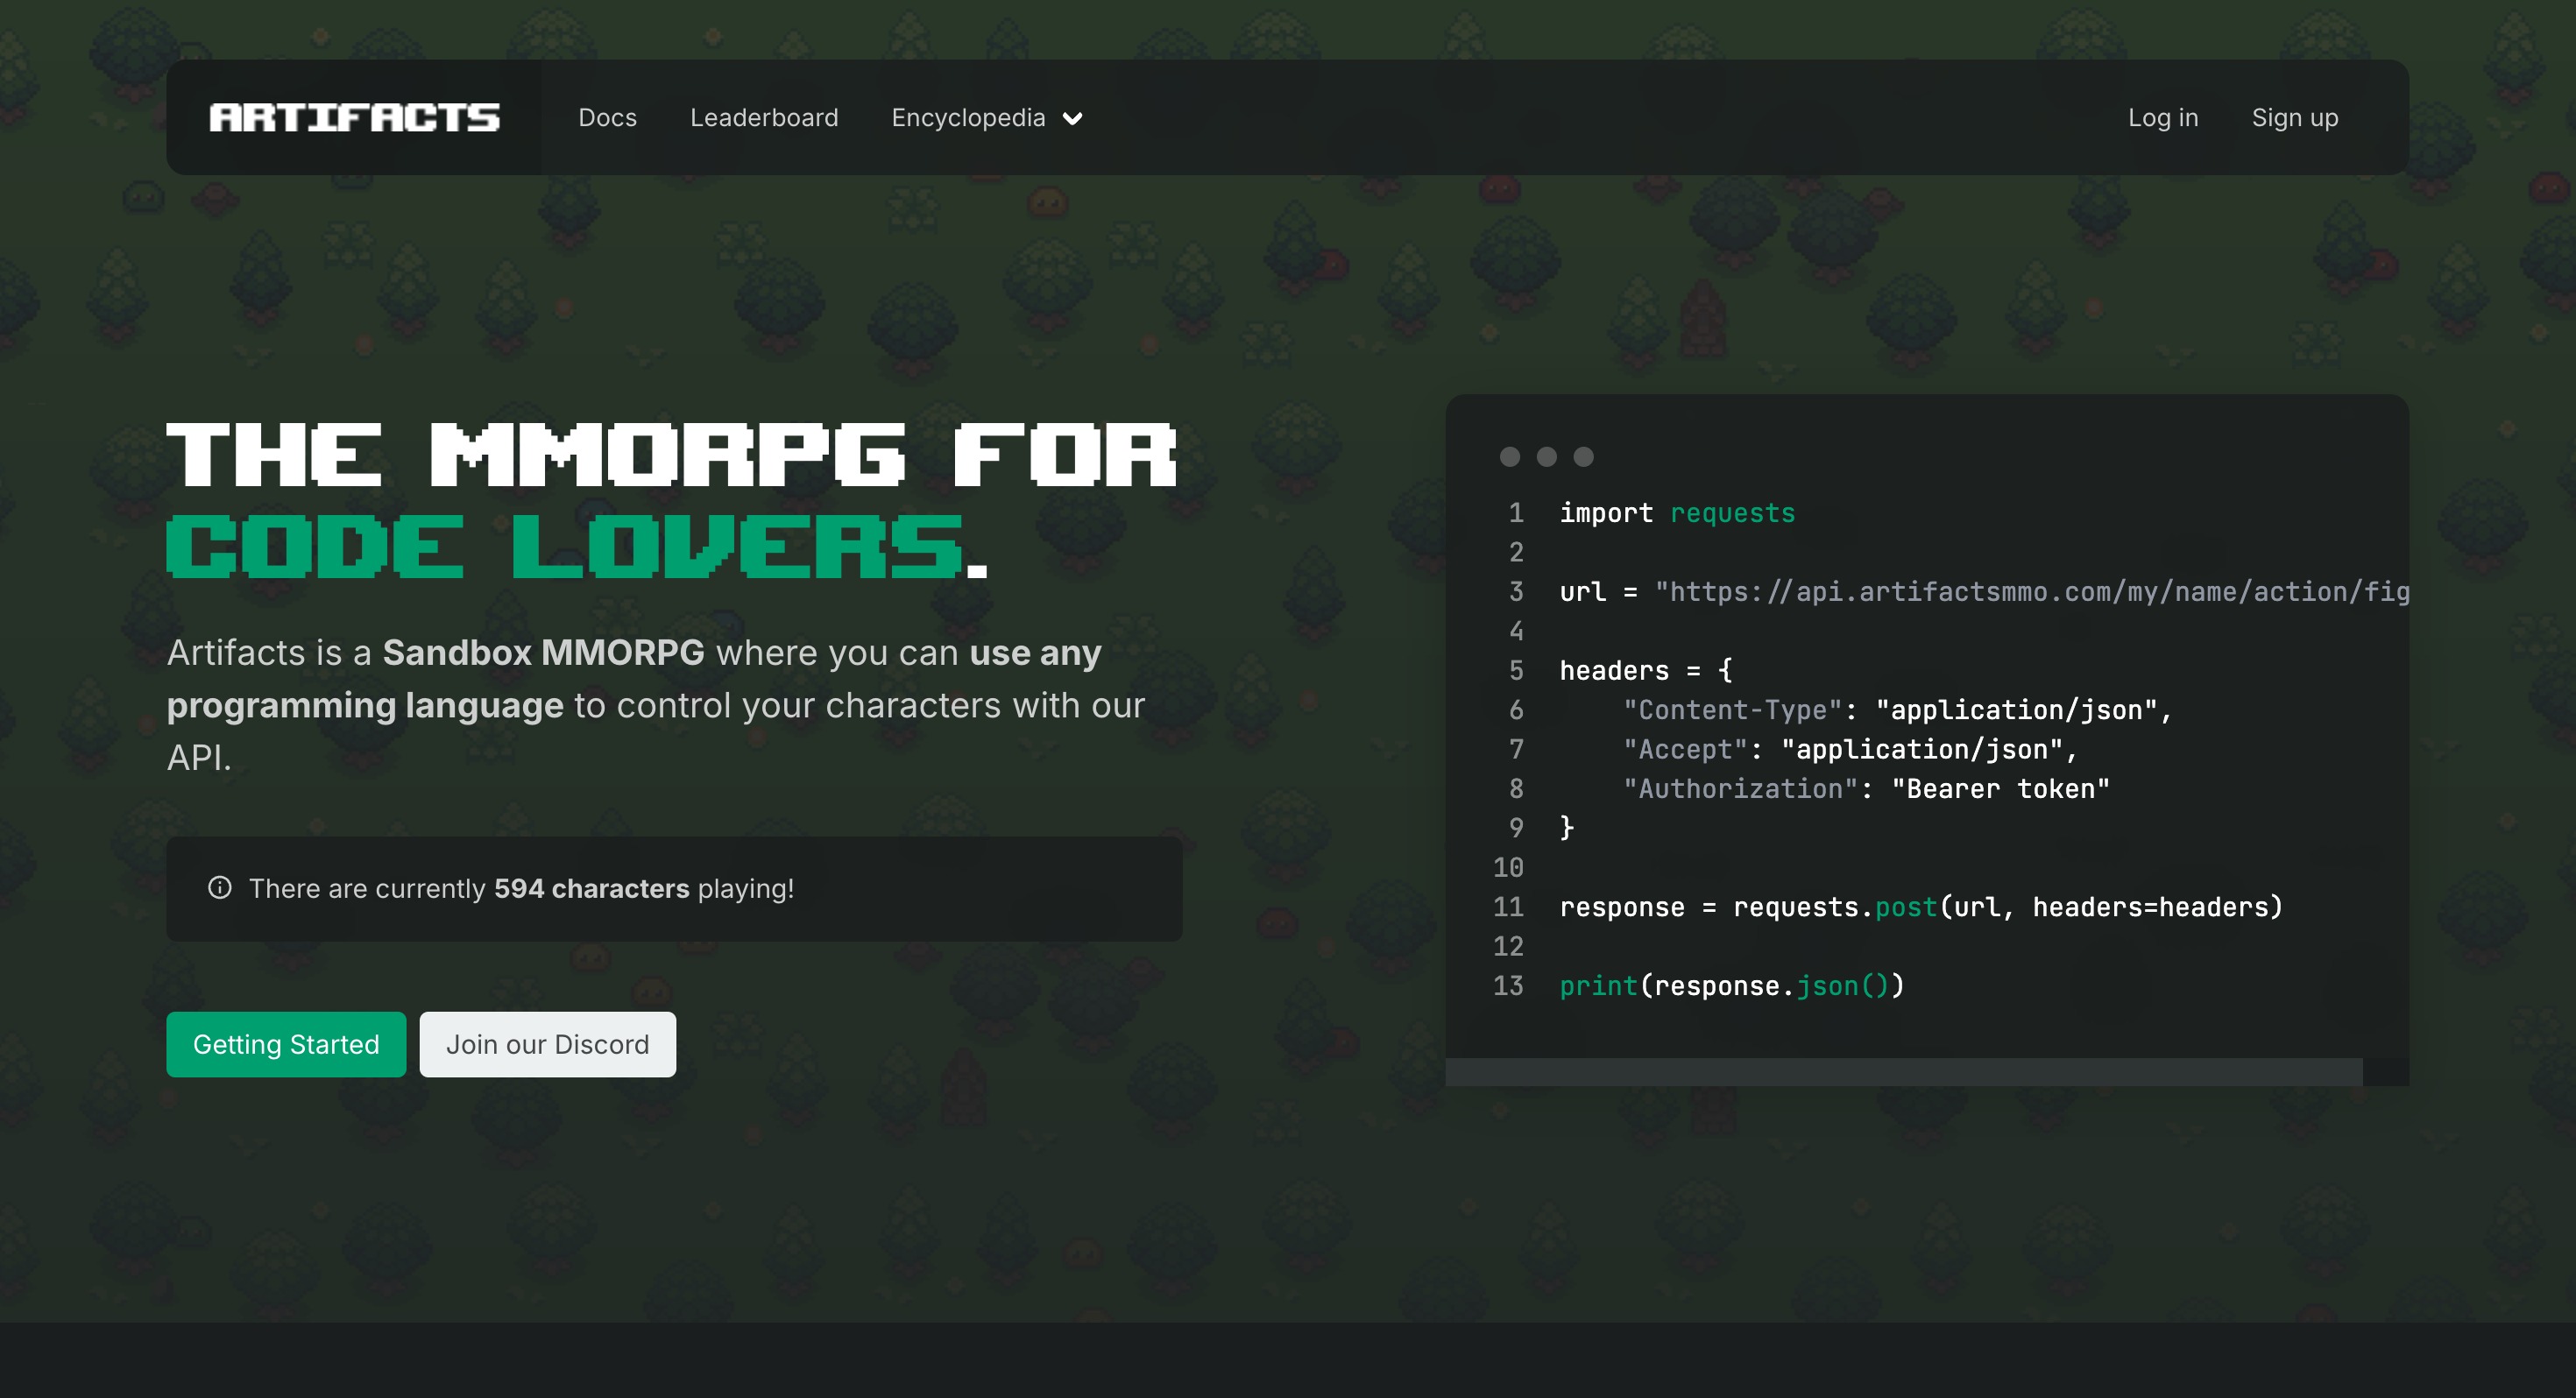 ARTIFACTS
Docs
Leaderboard
Encyclopedia
Log in
Sign up
THE MMORPG FOR
CODE LOVERS.
Artifacts is a Sandbox MMORPG where you can use any
programming language to control your characters with our
API.
There are currently 594 characters playing!
Getting Started
Join our Discord
1 import requests
2
3 url = "https://api.artifactsmmo.com/my/name/action/fig
4
5 headers = {
6     "Content-Type": "application/json",
7     "Accept": "application/json",
8     "Authorization": "Bearer token"
9 }
10
11 response = requests.post(url, headers=headers)
12
13 print(response.json())